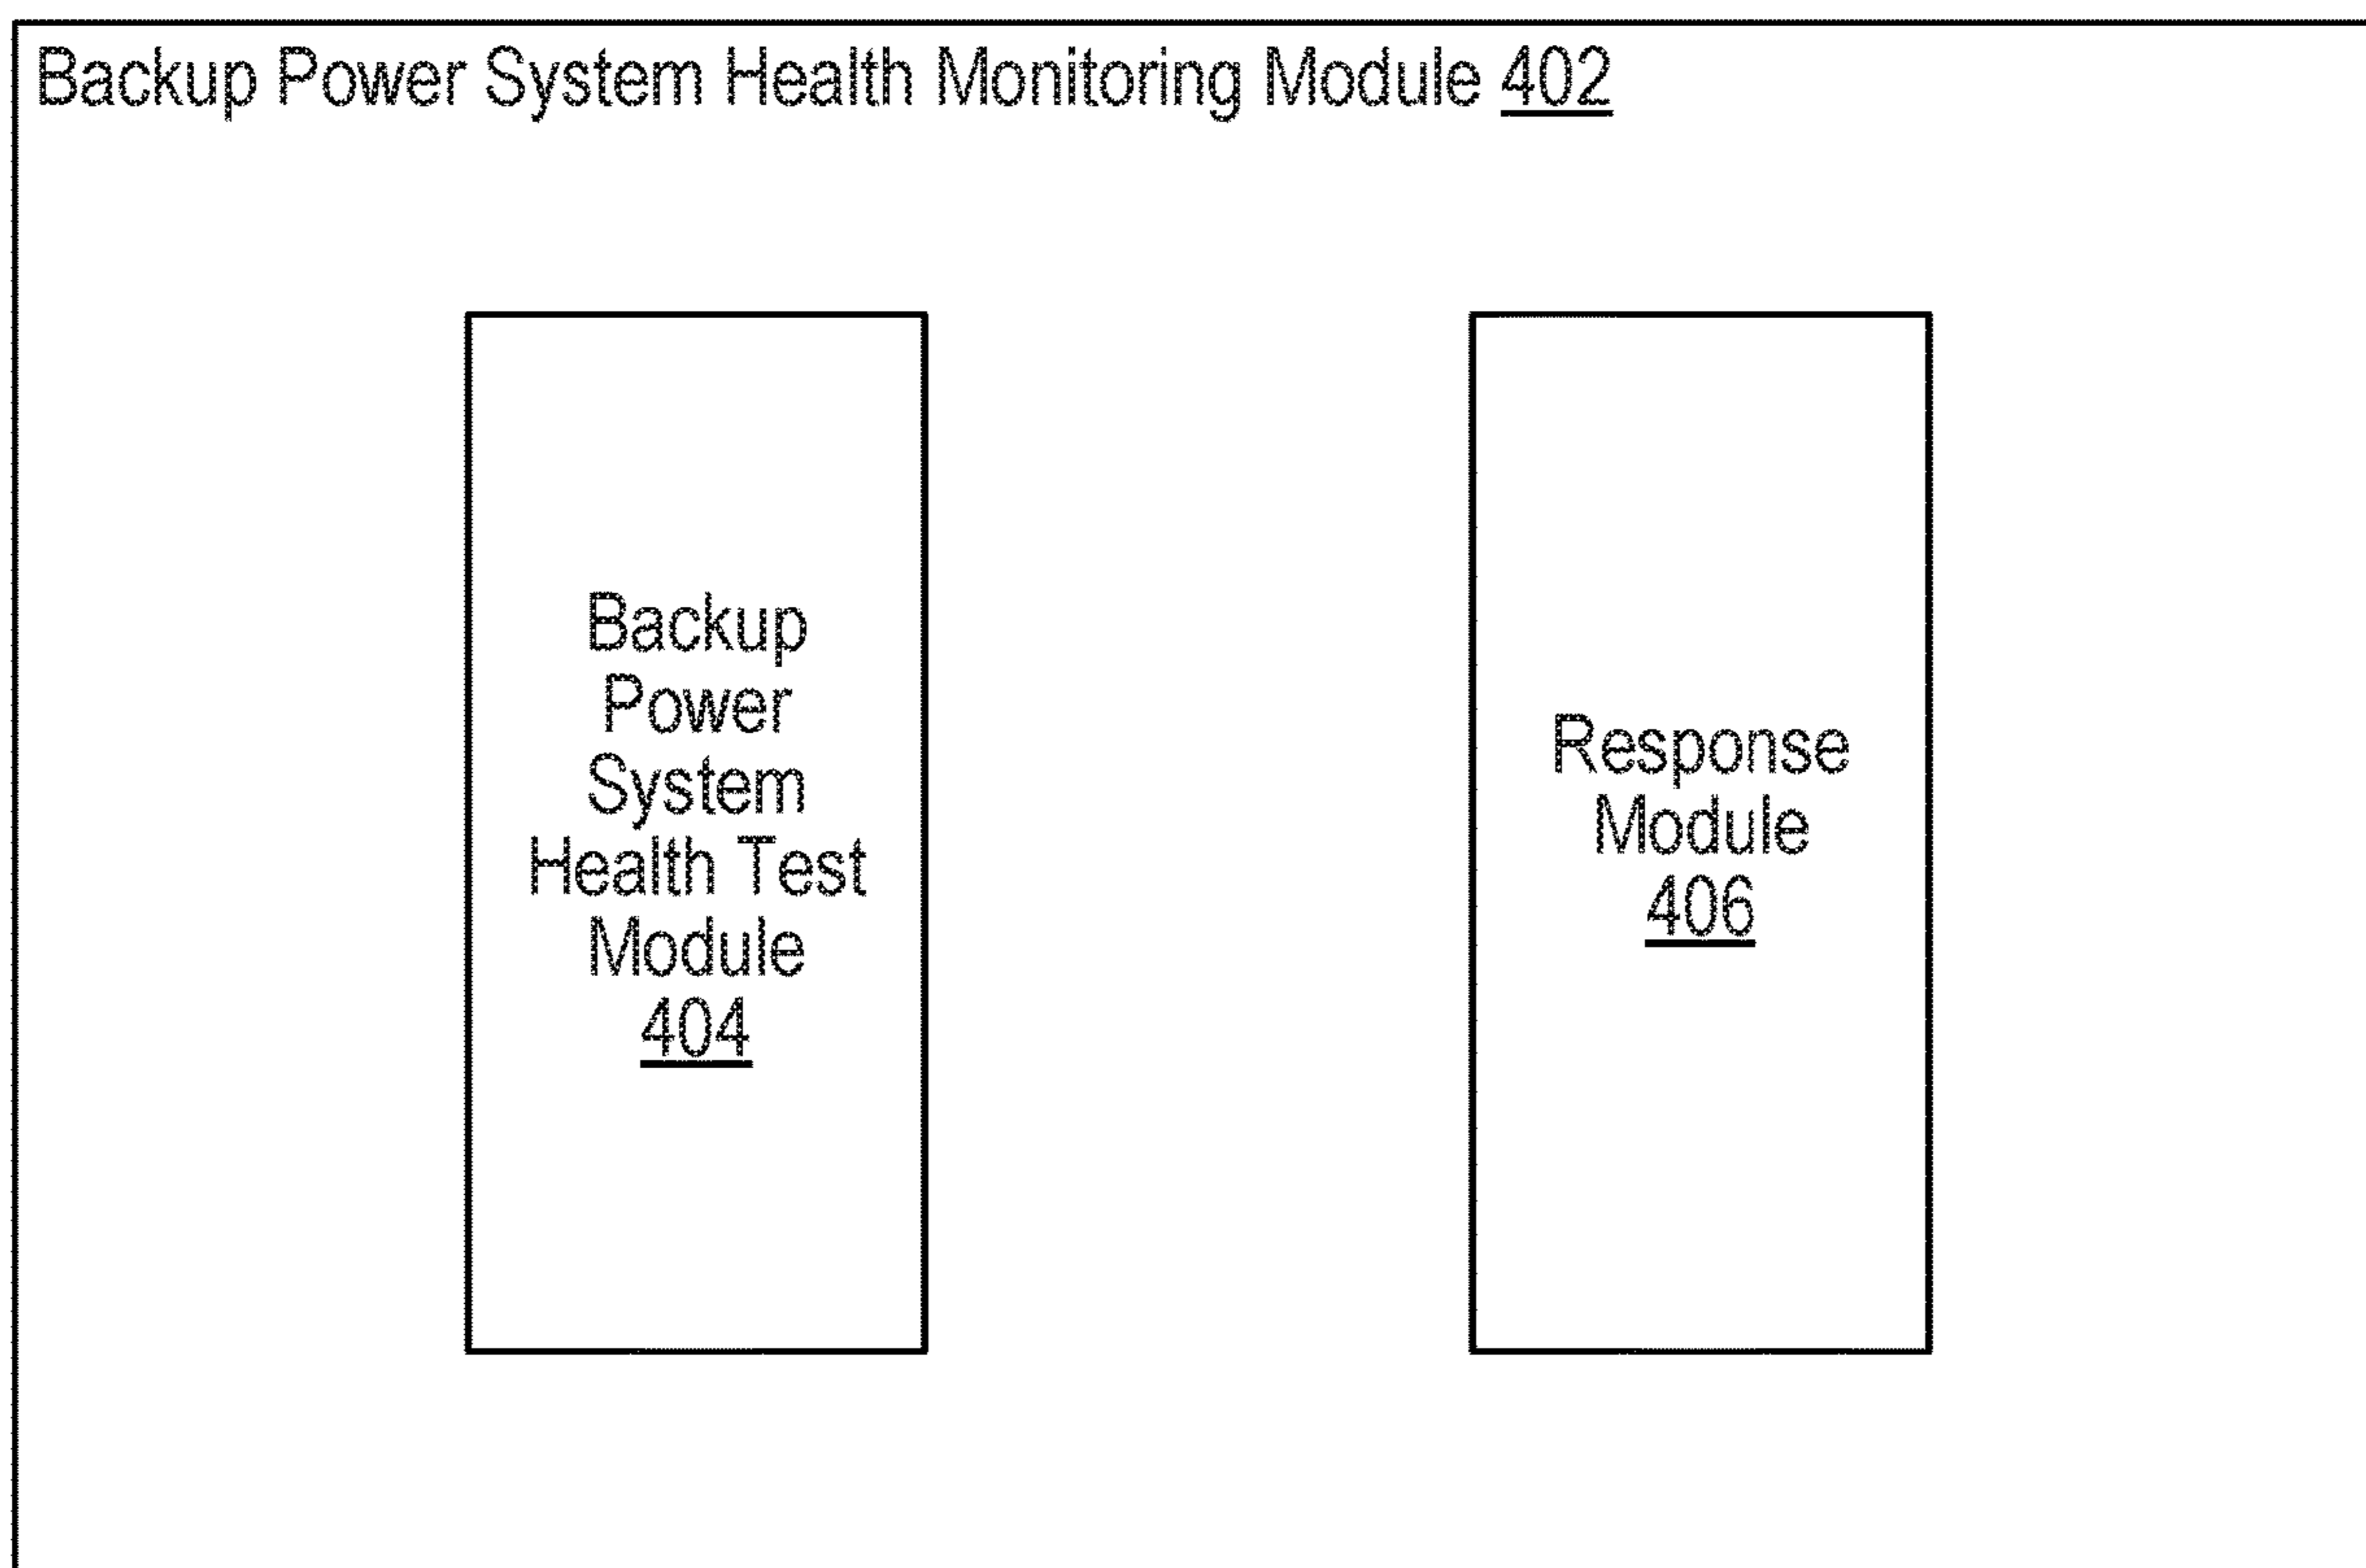 Backup Power System Health Monitoring Module 402
Backup
Power
System
Health Test
Module
404
Response
Module
406